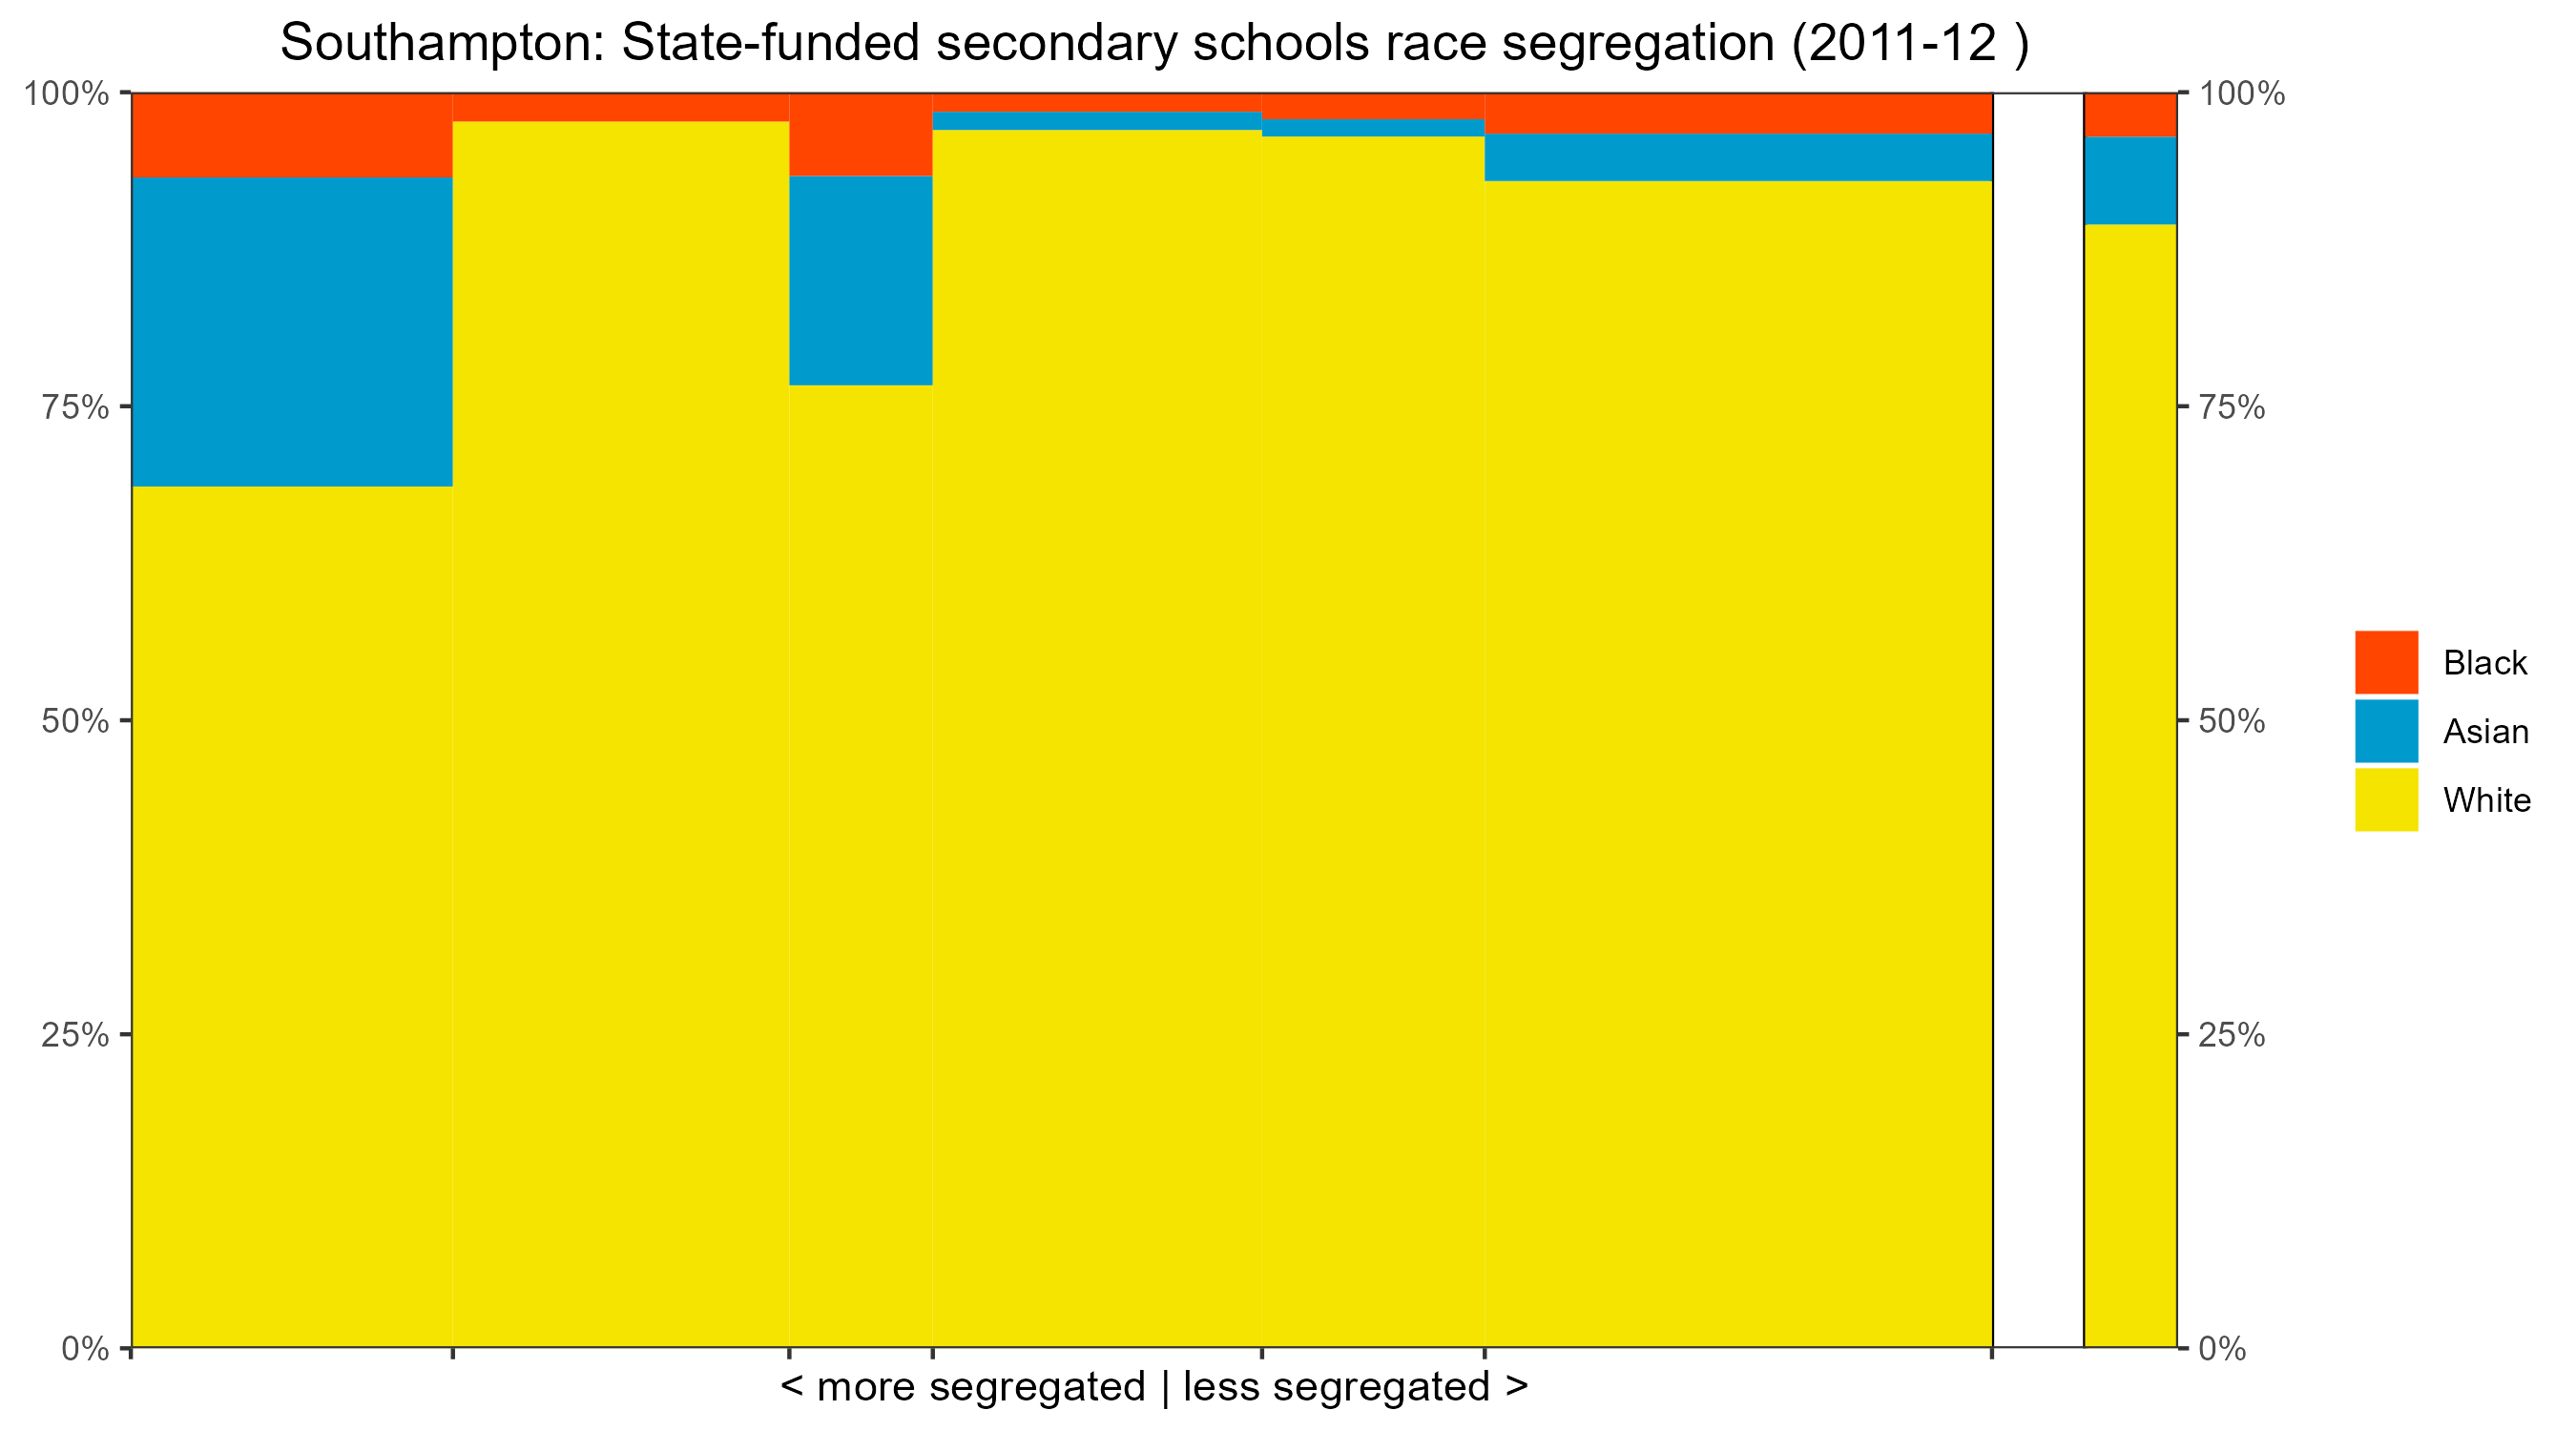 Southampton: State-funded secondary schools race segregation (2011-12 )
100%
75%
50%
25%
0%
100%
75%
50%
25%
0%
Black
Asian
White
< more segregated | less segregated >